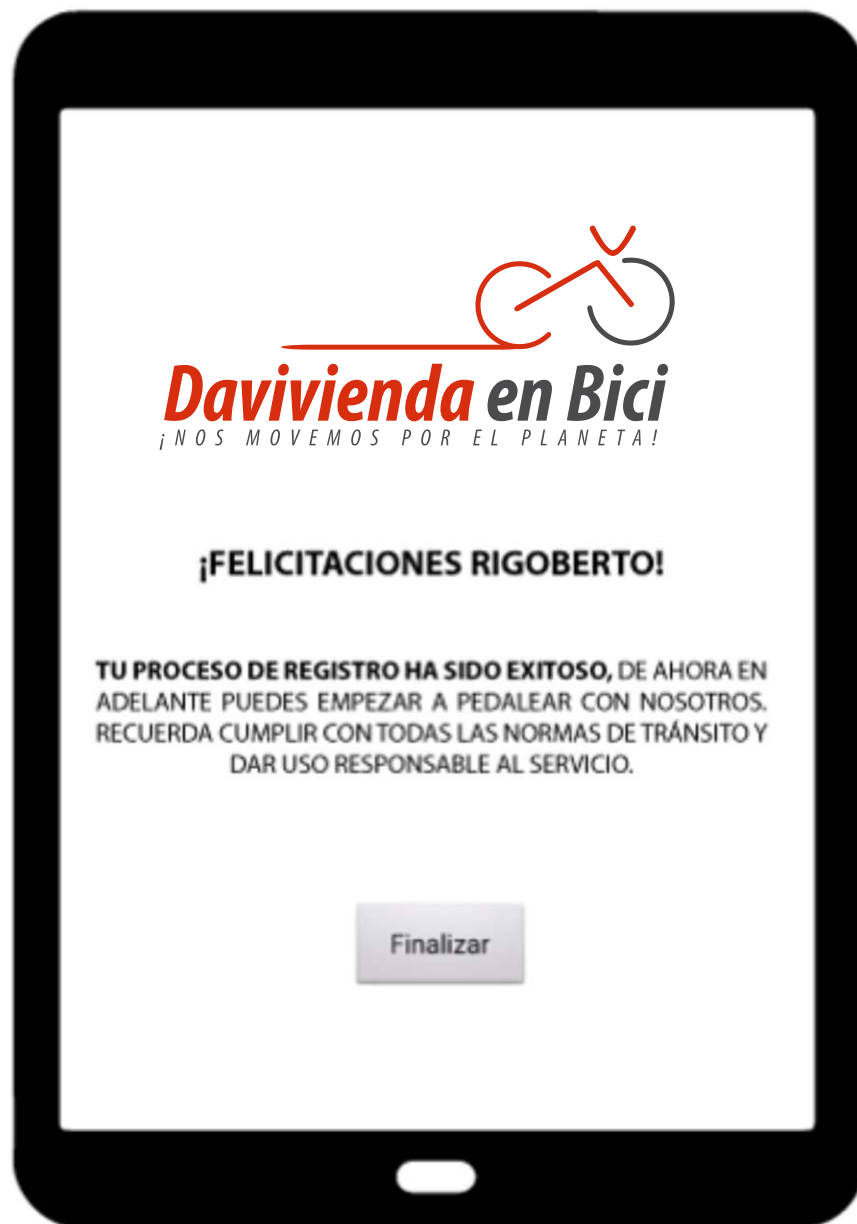 Davivienda en Bici
¡NOS MOVEMOS POR EL PLANETA!
¡FELICITACIONES RIGOBERTO!
TU PROCESO DE REGISTRO HA SIDO EXITOSO, DE AHORA EN
ADELANTE PUEDES EMPEZAR A PEDALEAR CON NOSOTROS.
RECUERDA CUMPLIR CON TODAS LAS NORMAS DE TRÁNSITO Y
DAR USO RESPONSABLE AL SERVICIO.
Finalizar